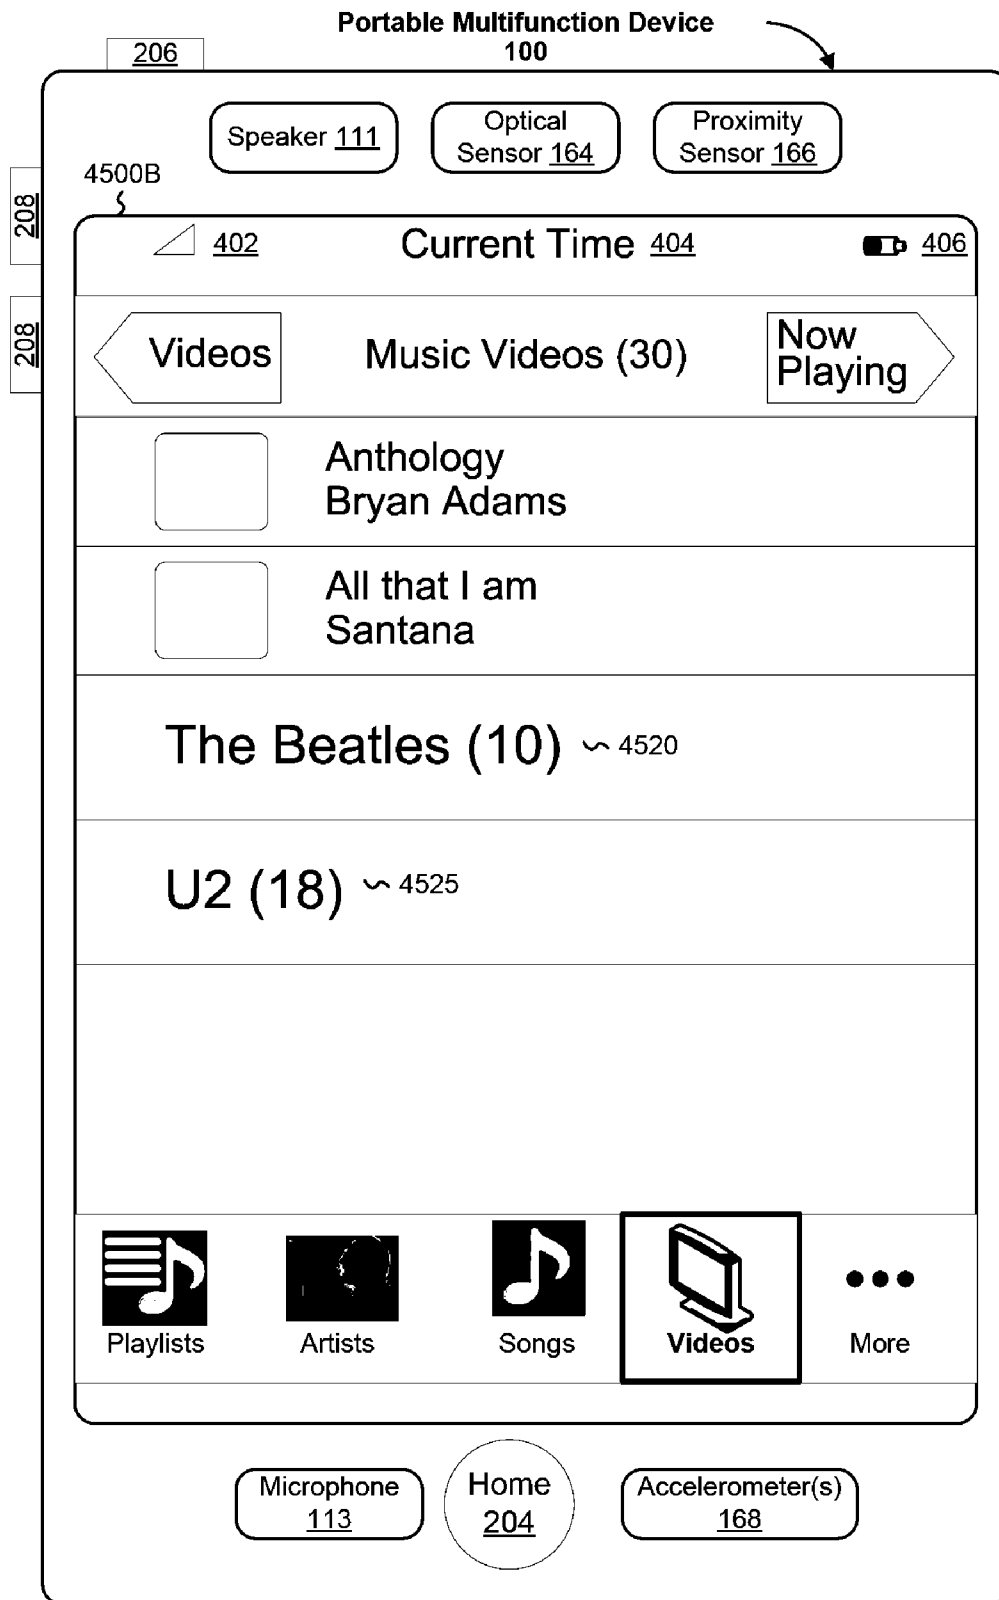 Portable Multifunction Device
100
206
Speaker 111
Optical
Sensor 164
Proximity
Sensor 166
208
4500B
402
Current Time 404
406
208
Videos
Music Videos (30)
Now
Playing
Anthology
Bryan Adams
All that I am
Santana
The Beatles (10)
4520
U2 (18)
4525
Playlists
Artists
Songs
Videos
More
Microphone
113
Home
204
Accelerometer(s)
168